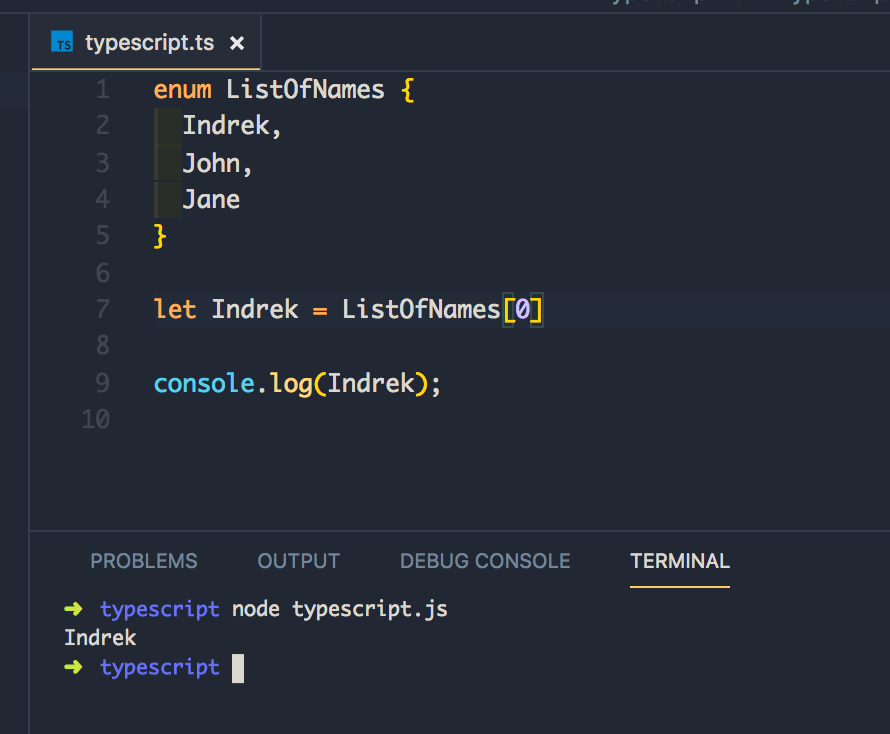 TS typescript.ts ×
1 enum ListOfNames {
2 Indrek,
3 John,
4 Jane
5 }
6
7 let Indrek = ListOfNames[0]
8
9 console.log(Indrek);
10
PROBLEMS OUTPUT DEBUG CONSOLE TERMINAL
➜ typescript node typescript.js
Indrek
➜ typescript